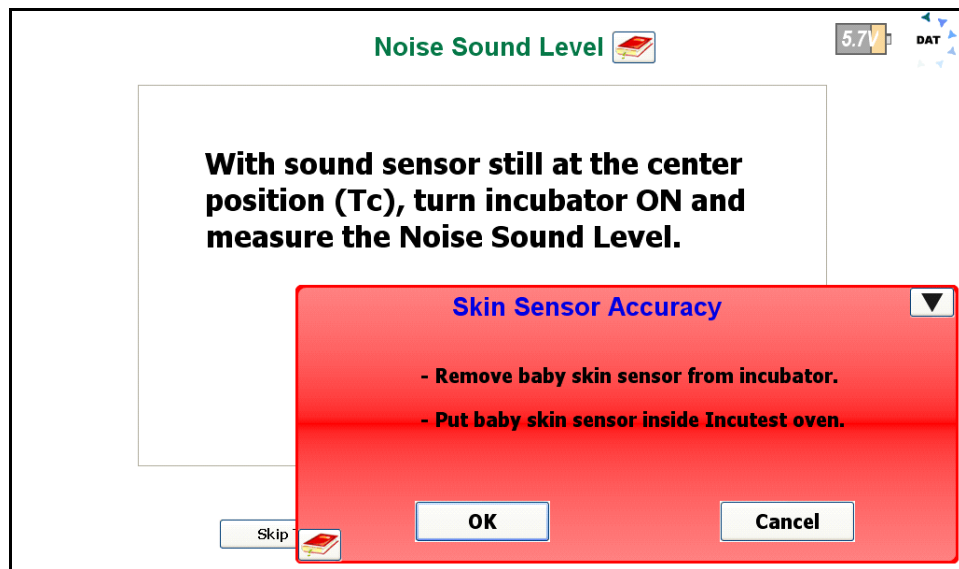 Noise Sound Level
5.7V
DAT
With sound sensor still at the center
position (Tc), turn incubator ON and
measure the Noise Sound Level.
Skin Sensor Accuracy
- Remove baby skin sensor from incubator.
- Put baby skin sensor inside Incutest oven.
Skip
OK
Cancel